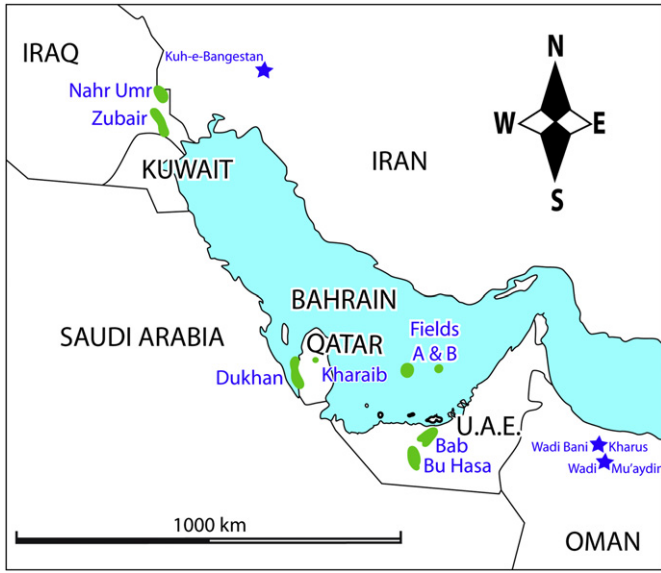 IRAQ
Kuh-e-Bangestan
N
Nahr Umr
Zubair
W
E
KUWAIT
IRAN
S
BAHRAIN
SAUDI ARABIA
QATAR
Fields
A & B
Dukhan
Kharaib
U.A.E.
Bab
Bu Hasa
Wadi Bani Kharus
Wadi Mu'aydin
1000 km
OMAN